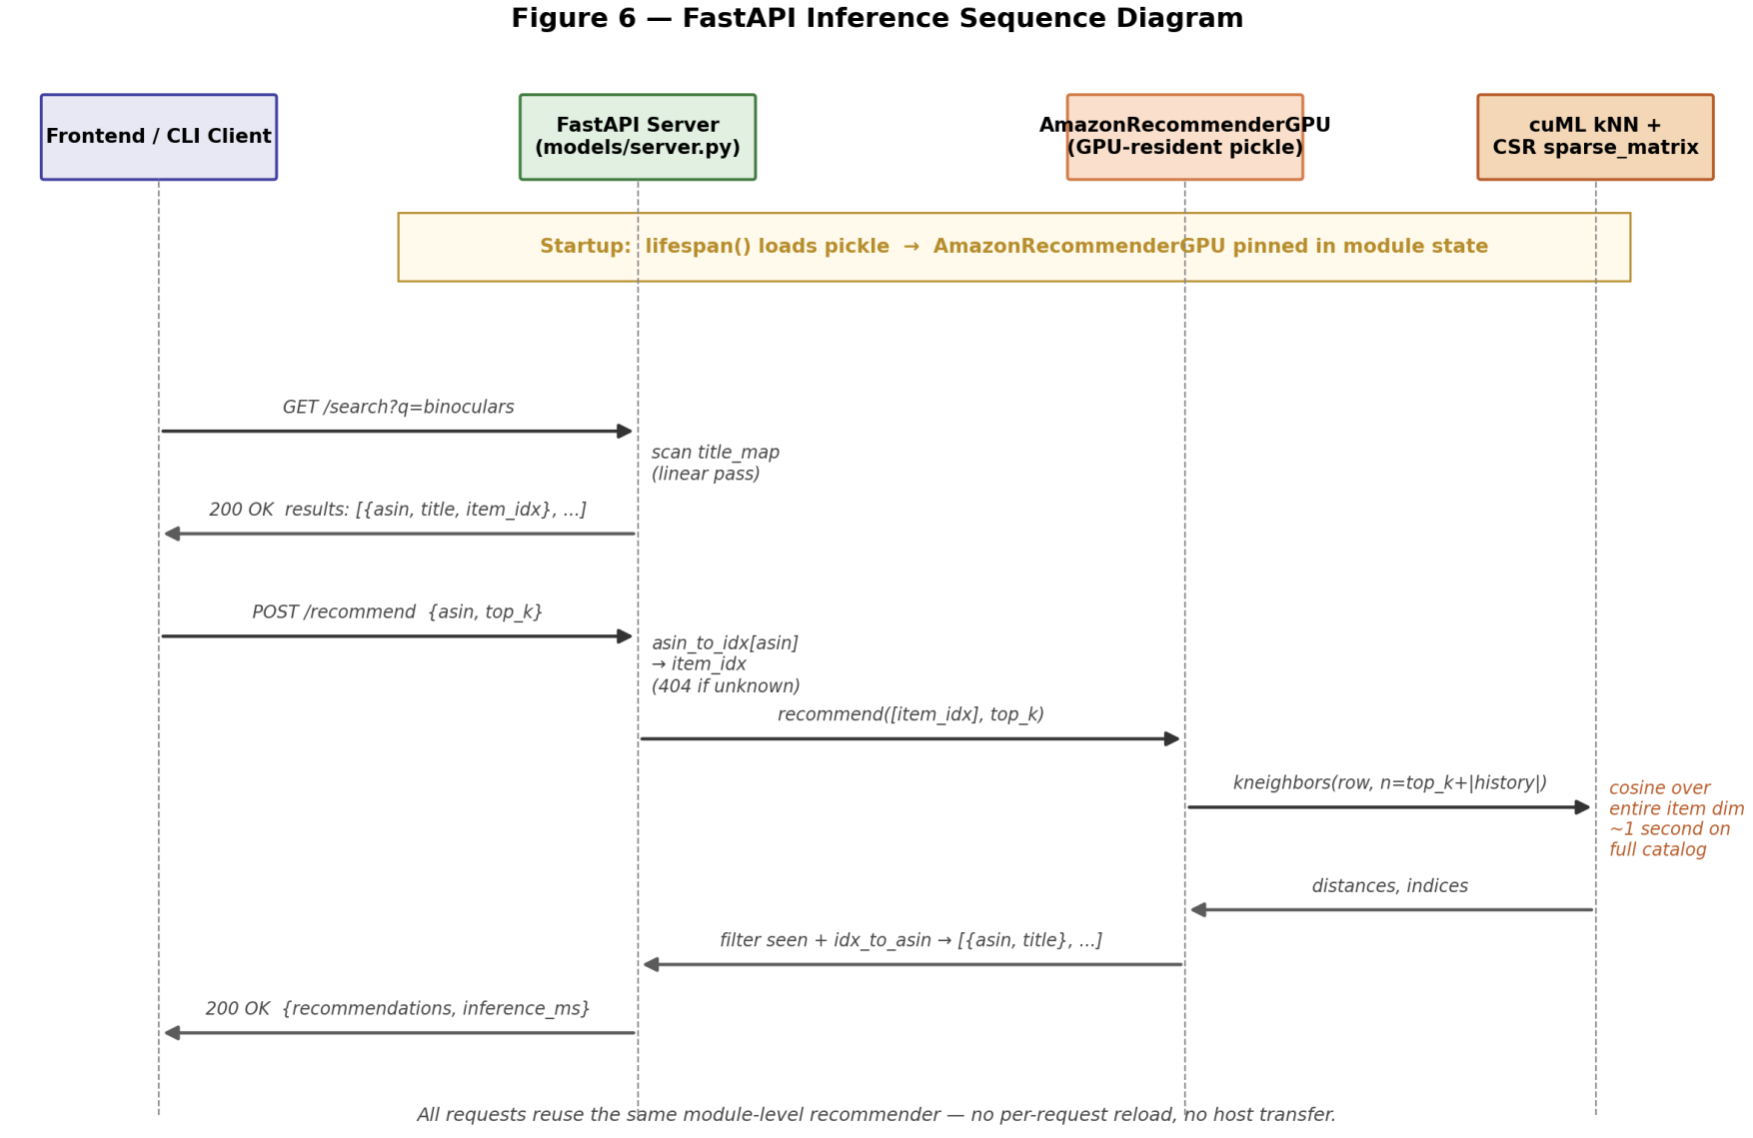 Figure 6 — FastAPI Inference Sequence Diagram
Frontend / CLI Client
FastAPI Server
(models/server.py)
AmazonRecommenderGPU
(GPU-resident pickle)
cuML kNN +
CSR sparse_matrix
Startup:  lifespan() loads pickle  →  AmazonRecommenderGPU pinned in module state
GET /search?q=binoculars
scan title_map
(linear pass)
200 OK  results: [{asin, title, item_idx}, ...]
POST /recommend  {asin, top_k}
asin_to_idx[asin]
→ item_idx
(404 if unknown)
recommend([item_idx], top_k)
kneighbors(row, n=top_k+|history|)
cosine over
entire item dim
~1 second on
full catalog
distances, indices
filter seen + idx_to_asin → [{asin, title}, ...]
200 OK  {recommendations, inference_ms}
All requests reuse the same module-level recommender — no per-request reload, no host transfer.